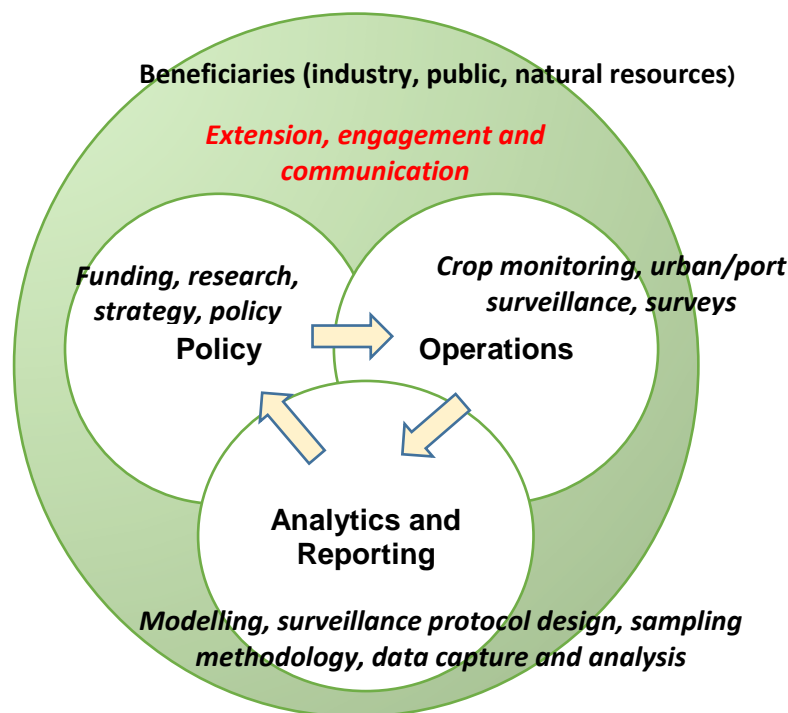 Beneficiaries (industry, public, natural resources)
Extension, engagement and
communication
Funding, research,
strategy, policy
Policy
Crop monitoring, urban/port
surveillance, surveys
Operations
Analytics and
Reporting
Modelling, surveillance protocol design, sampling
methodology, data capture and analysis